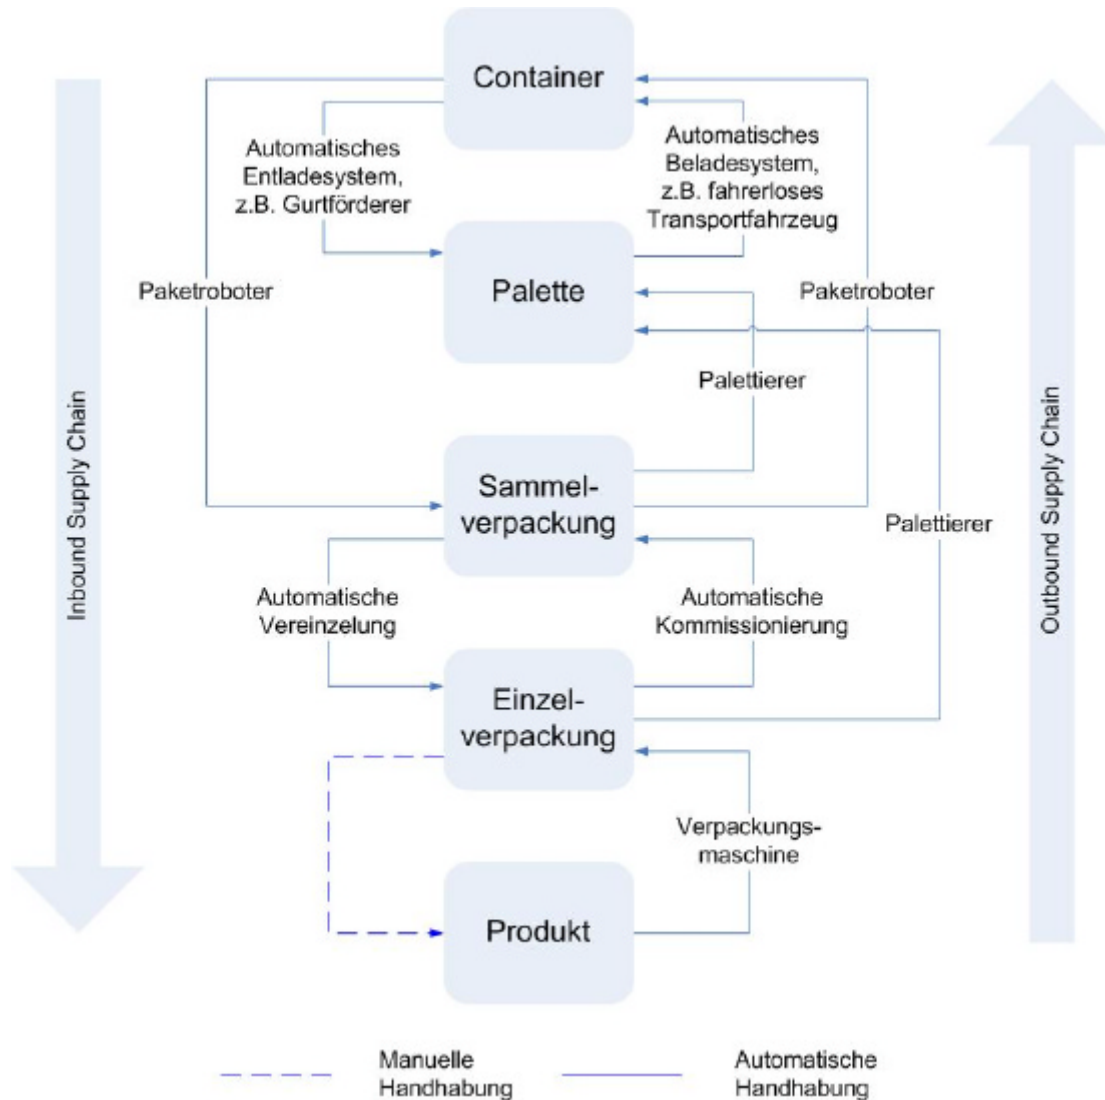 Container
Automatisches
Entladesystem,
z.B. Gurtförderer
Automatisches
Beladesystem,
z.B. fahrerloses
Transportfahrzeug
Palette
Paketroboter
Paketroboter
Palettierer
Inbound Supply Chain
Outbound Supply Chain
Sammel-
verpackung
Palettierer
Automatische
Vereinzelung
Automatische
Kommissionierung
Einzel-
verpackung
Verpackungs-
maschine
Produkt
Manuelle
Handhabung
Automatische
Handhabung